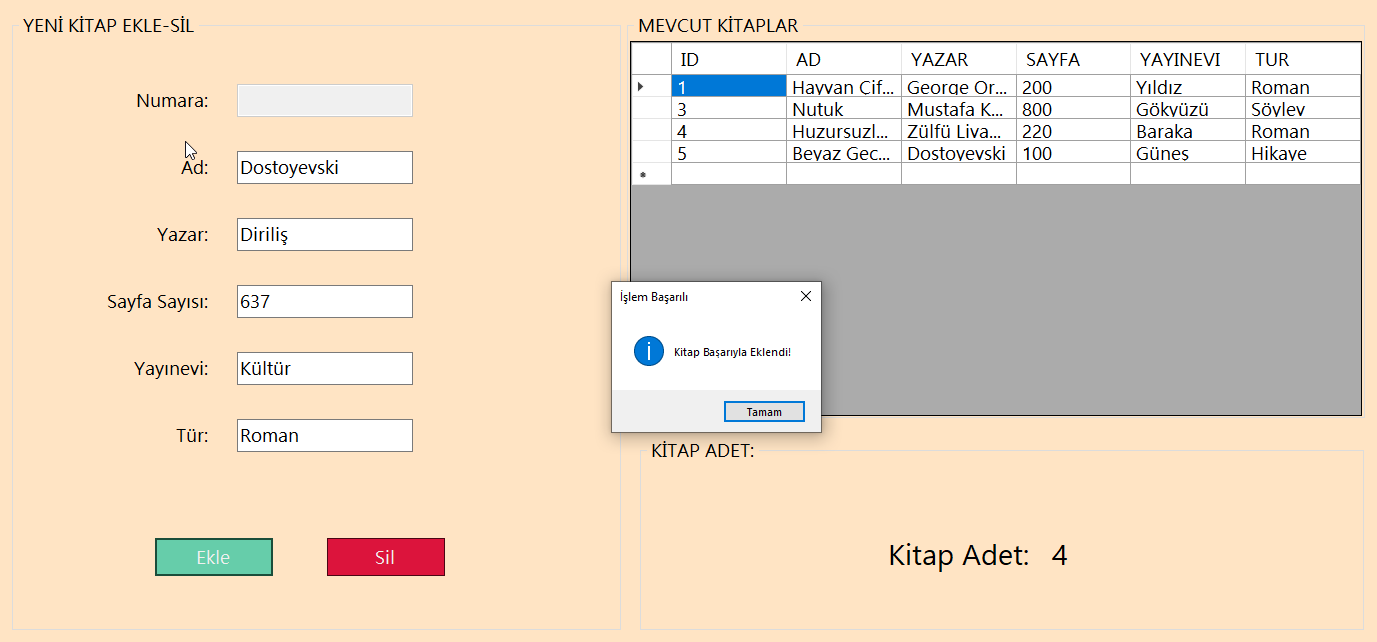 YENİ KİTAP EKLE-SİL
Numara:
Ad: Dostoyevski
Yazar: Diriliş
Sayfa Sayısı: 637
Yayınevi: Kültür
Tür: Roman
Ekle Sil
MEVCUT KİTAPLAR
ID AD YAZAR SAYFA YAYINEVI TUR
1 Hayvan Çif... George Or... 200 Yıldız Roman
3 Nutuk Mustafa K... 800 Gökyüzü Söylev
4 Huzursuzl... Zülfü Liva... 220 Baraka Roman
5 Beyaz Gec... Dostoyevski 100 Güneş Hikaye
İşlem Başarılı
Kitap Başarıyla Eklendi!
Tamam
KİTAP ADET:
Kitap Adet: 4